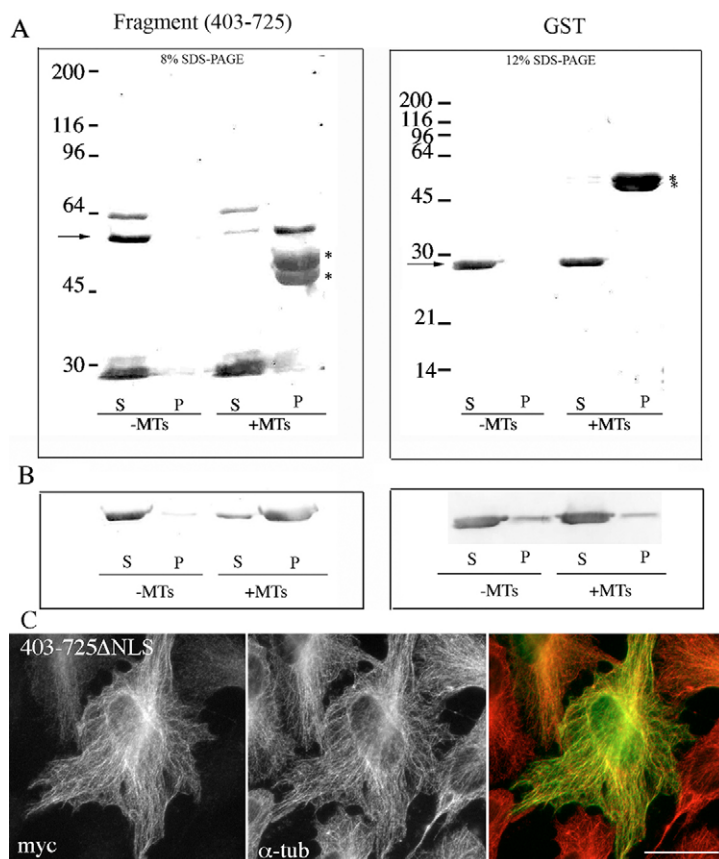 A
Fragment (403-725)
GST
8% SDS-PAGE
200
116
96
64
45
30
*
*
S P S P
-MTs +MTs
12% SDS-PAGE
200
116
96
64
45
30
21
14
*
*
S P S P
-MTs +MTs
B
S P S P
-MTs +MTs
S P S P
-MTs +MTs
C
403-725ΔNLS
myc
α-tub